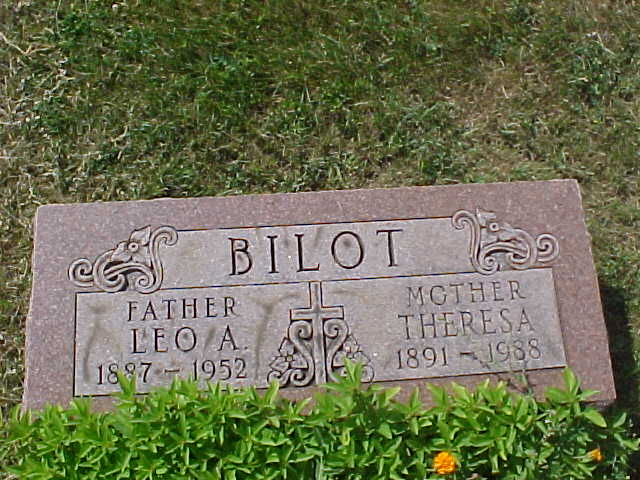 BILOT
FATHER
LEO A.
1887 - 1952
MOTHER
THERESA
1891 - 1988